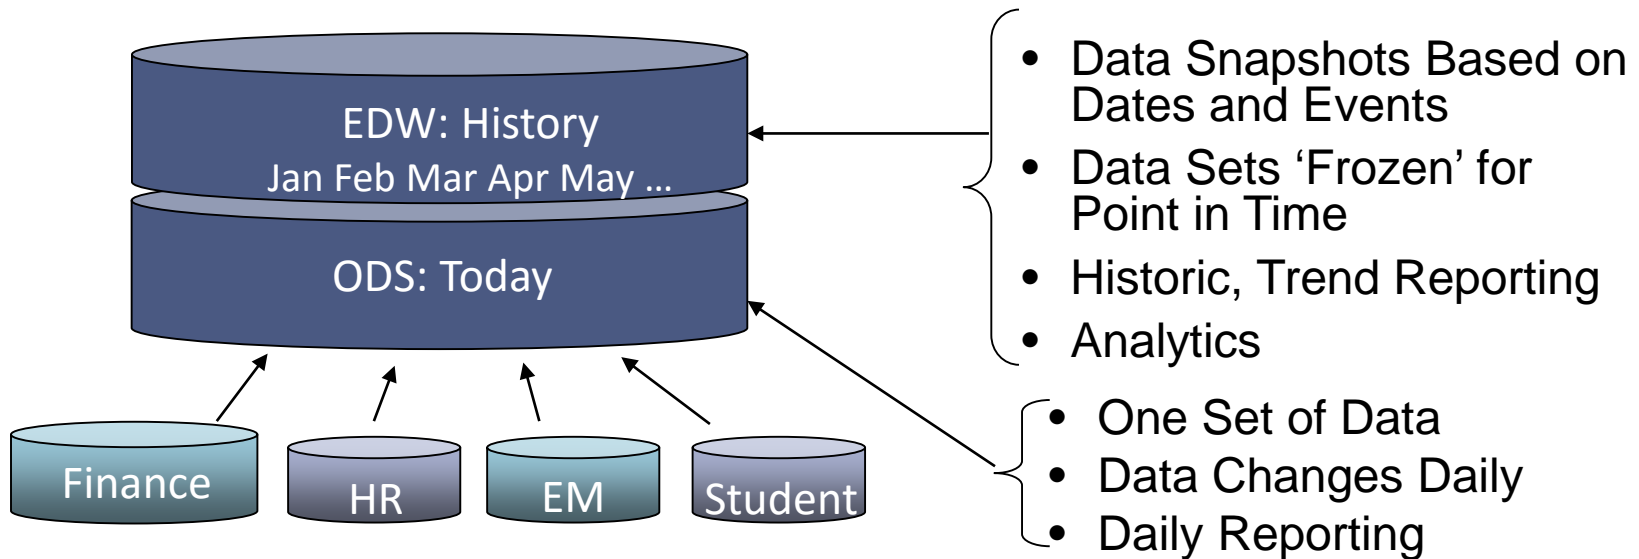 EDW: History
Jan Feb Mar Apr May ...
ODS: Today
Finance
HR
EM
Student
• Data Snapshots Based on
Dates and Events
• Data Sets ‘Frozen’ for
Point in Time
• Historic, Trend Reporting
• Analytics
• One Set of Data
• Data Changes Daily
• Daily Reporting